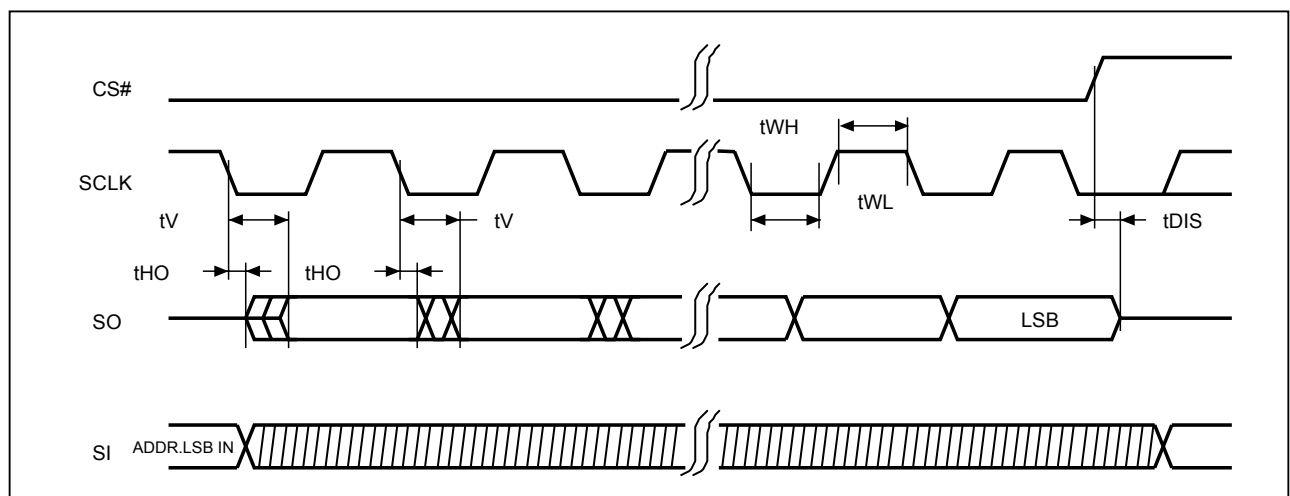 CS#
tWH
SCLK
tWL
tV
tV
tDIS
tHO
tHO
SO
LSB
SI
ADDR.LSB IN